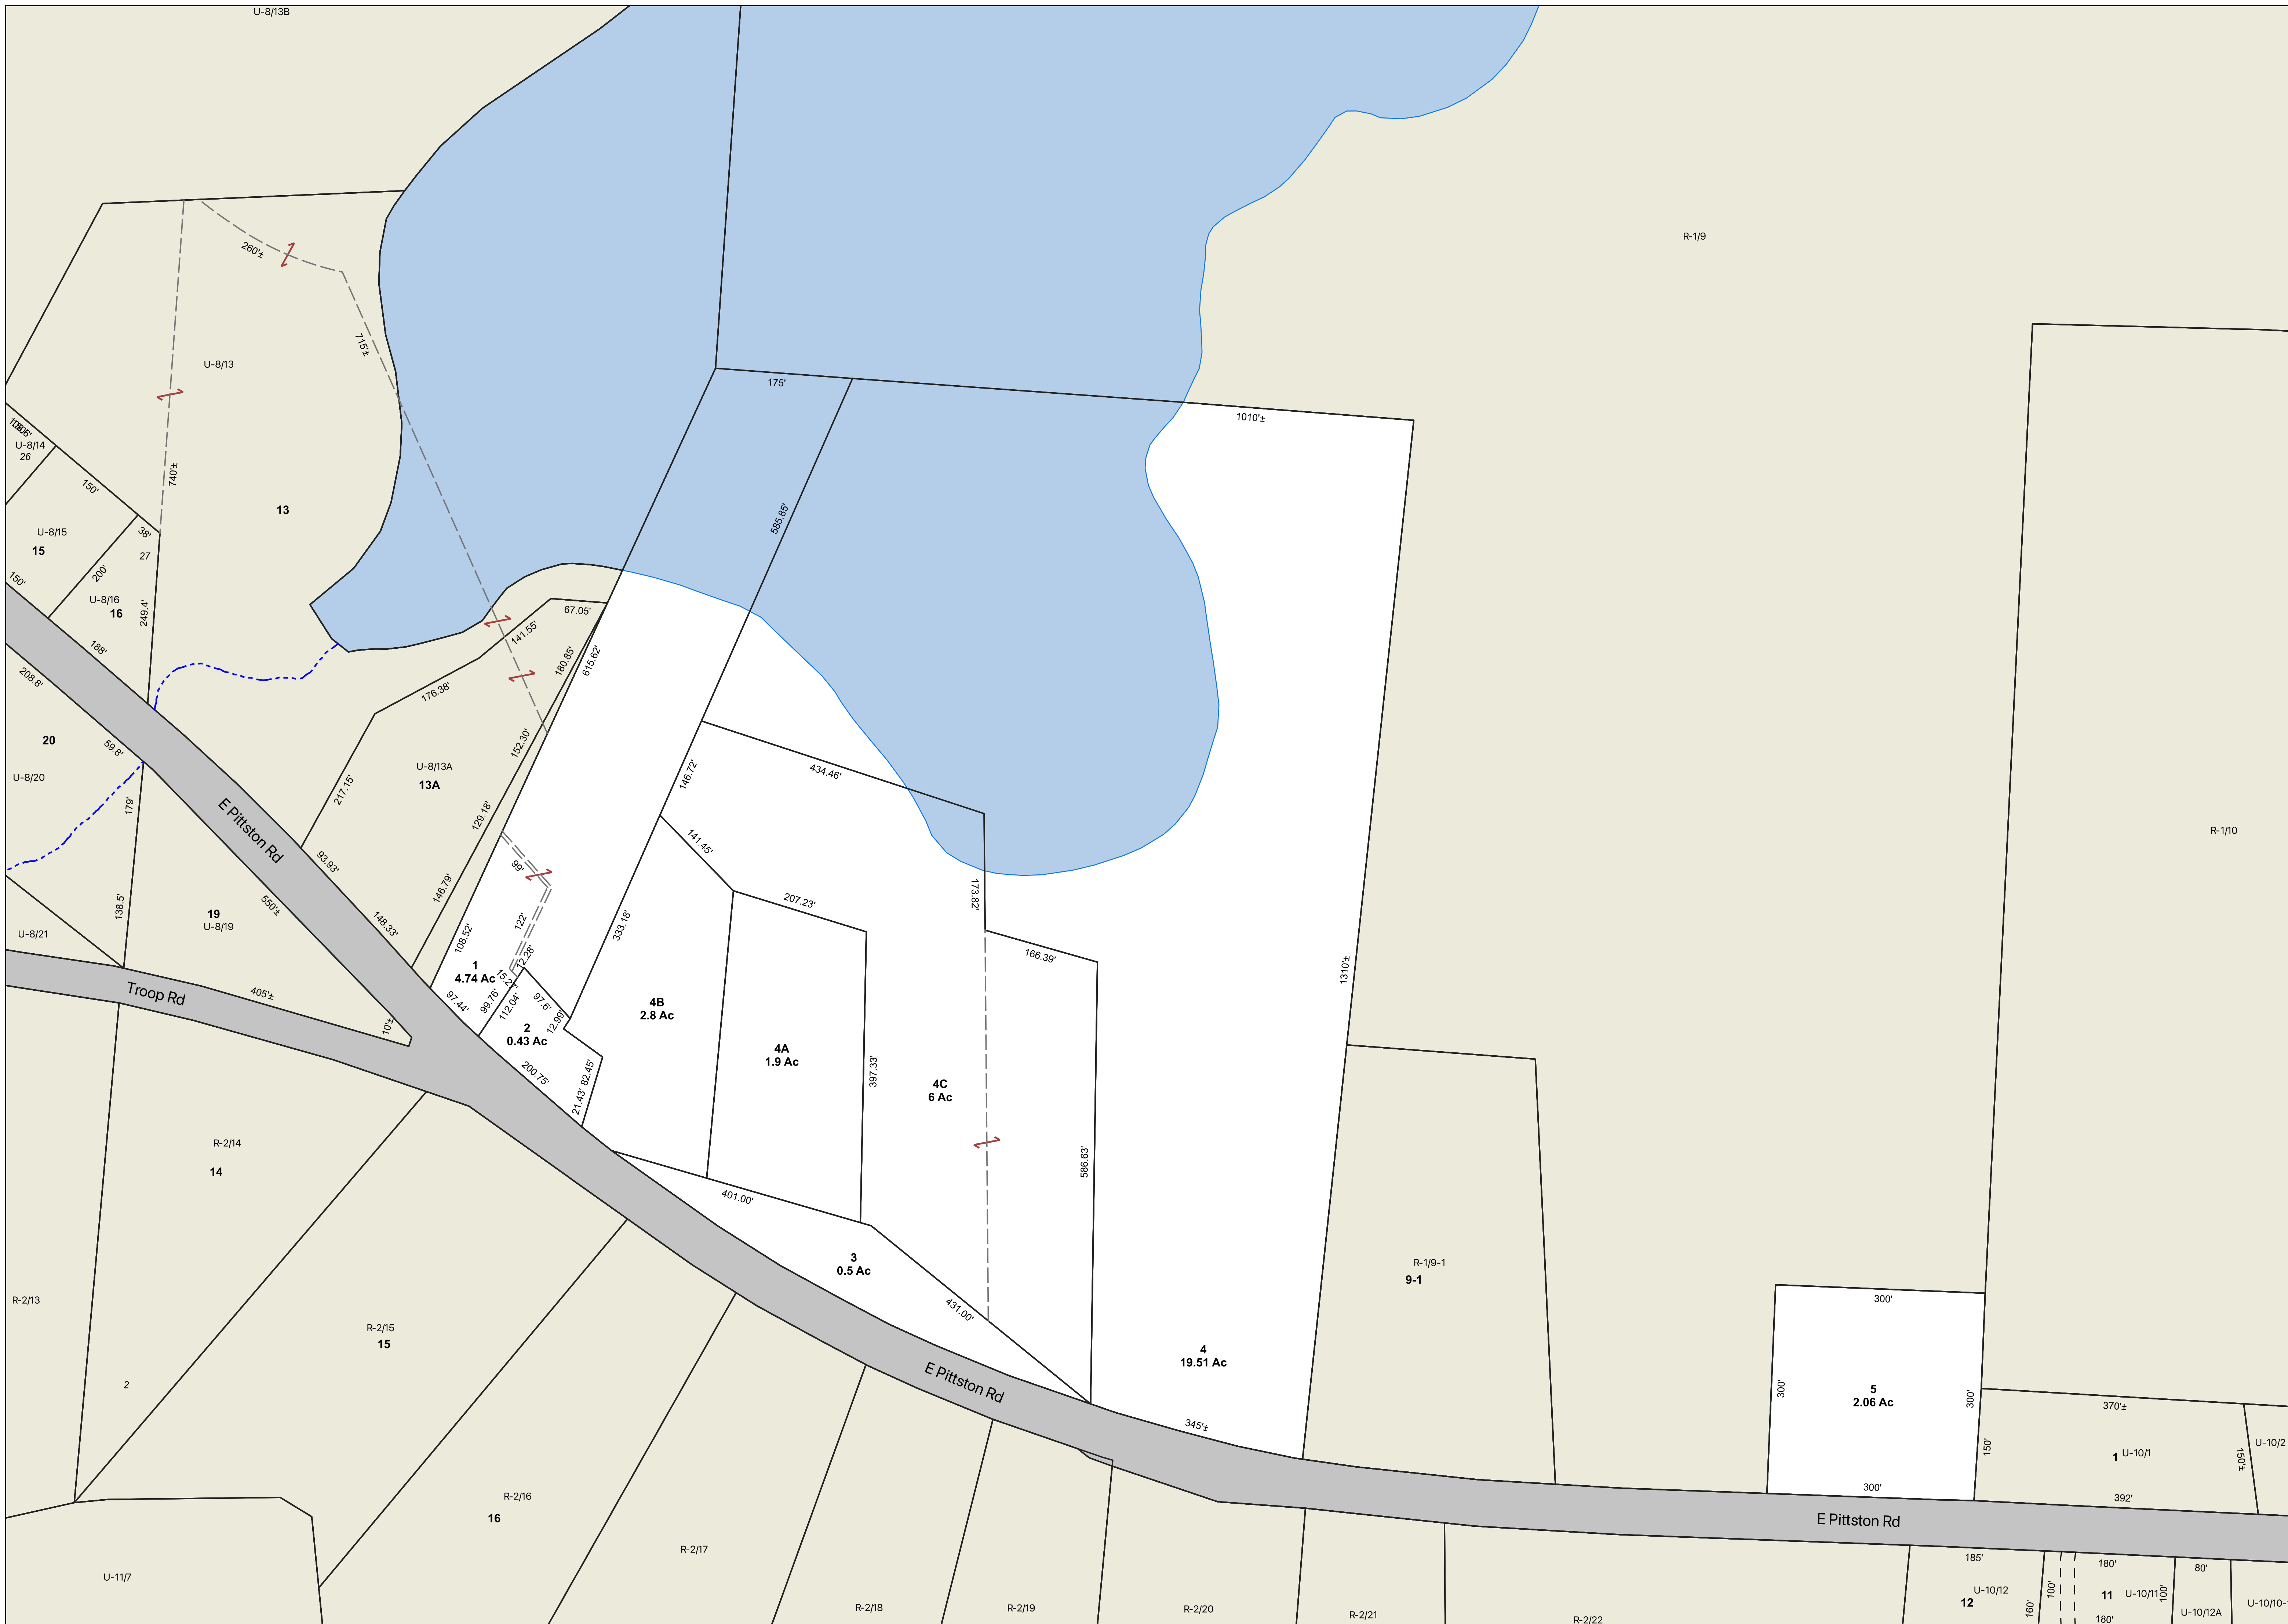 U-8/13B
R-1/9
260'±
715'±
U-8/13
175'
1010'±
U-8/14
26
740'±
150'
13
585.85'
U-8/15
15
38'
27
200'
150'
U-8/16
16
249.4'
188'
67.05'
141.55'
180.85'
615.62'
208.8'
176.38'
20
59.8'
152.30'
U-8/20
434.46'
146.72'
U-8/13A
13A
217.15'
179'
129.18'
E Pittston Rd
R-1/10
141.45'
93.93'
99'
146.79'
173.82'
207.23'
138.5'
550'±
19
U-8/19
148.33'
122'
333.18'
U-8/21
108.52'
12.28'
166.39'
1
4.74 Ac
1310'±
Troop Rd
405'±
97.44'
99.76'
112.04'
97.6'
10'±
12.99'
2
0.43 Ac
4B
2.8 Ac
4A
1.9 Ac
200.75'
82.45'
21.43'
397.33'
4C
6 Ac
R-2/14
14
586.63'
401.00'
3
0.5 Ac
R-1/9-1
9-1
R-2/13
431.00'
300'
R-2/15
15
4
19.51 Ac
E Pittston Rd
2
300'
5
2.06 Ac
300'
370'±
345'±
150'
1
U-10/1
U-10/2
150'±
300'
392'
R-2/16
16
E Pittston Rd
R-2/17
U-11/7
185'
180'
80'
U-10/12
12
160'
100'
11
U-10/11
100'
180'
U-10/12A
U-10/10-
R-2/18
R-2/19
R-2/20
R-2/21
R-2/22